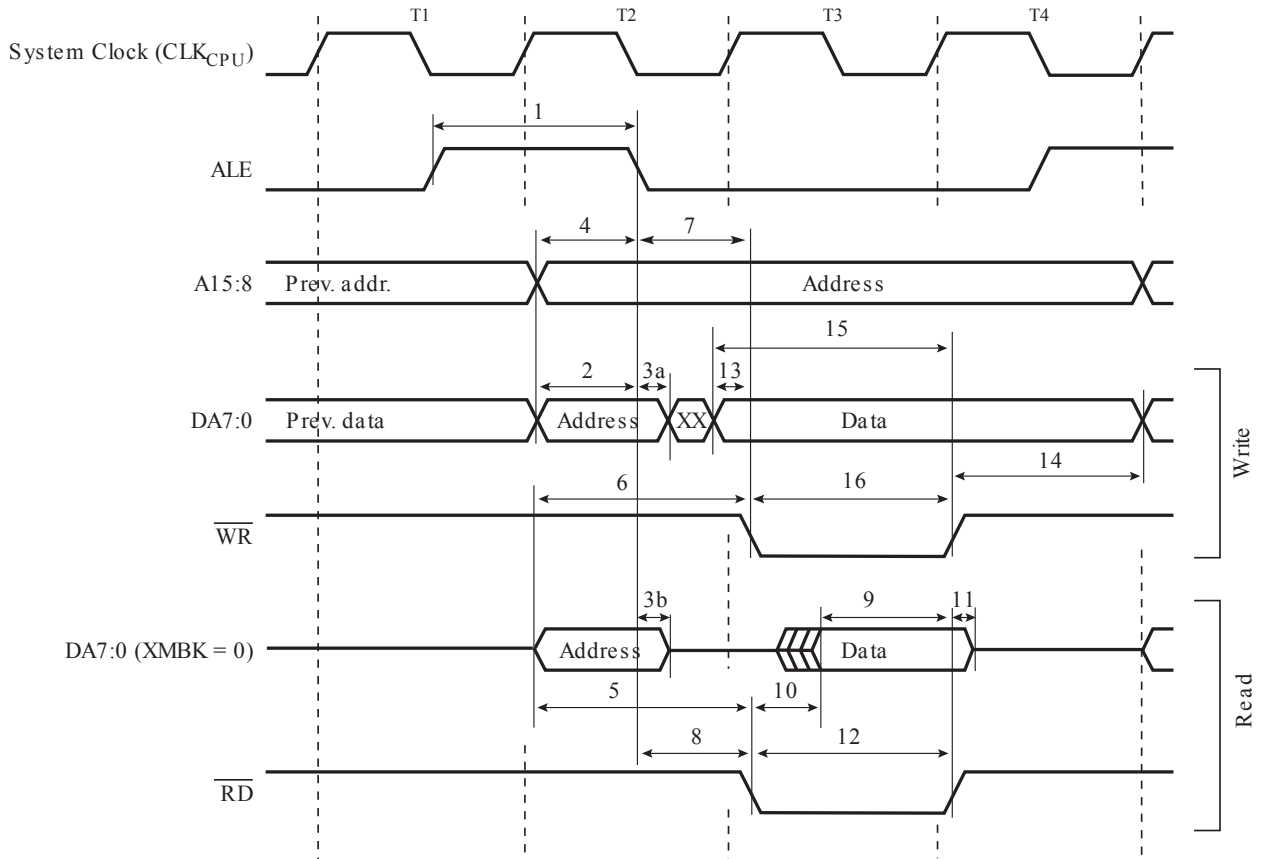 T1 T2 T3 T4
System Clock (CLKCPU)
1
ALE
4 7
A15:8 Prev. addr. Address
15
2 3a 13
DA7:0 Prev. data Address XX Data
14
6 16
WR
Write
3b 9 11
DA7:0 (XMBK = 0) Address Data
5 10
8 12
RD
Read